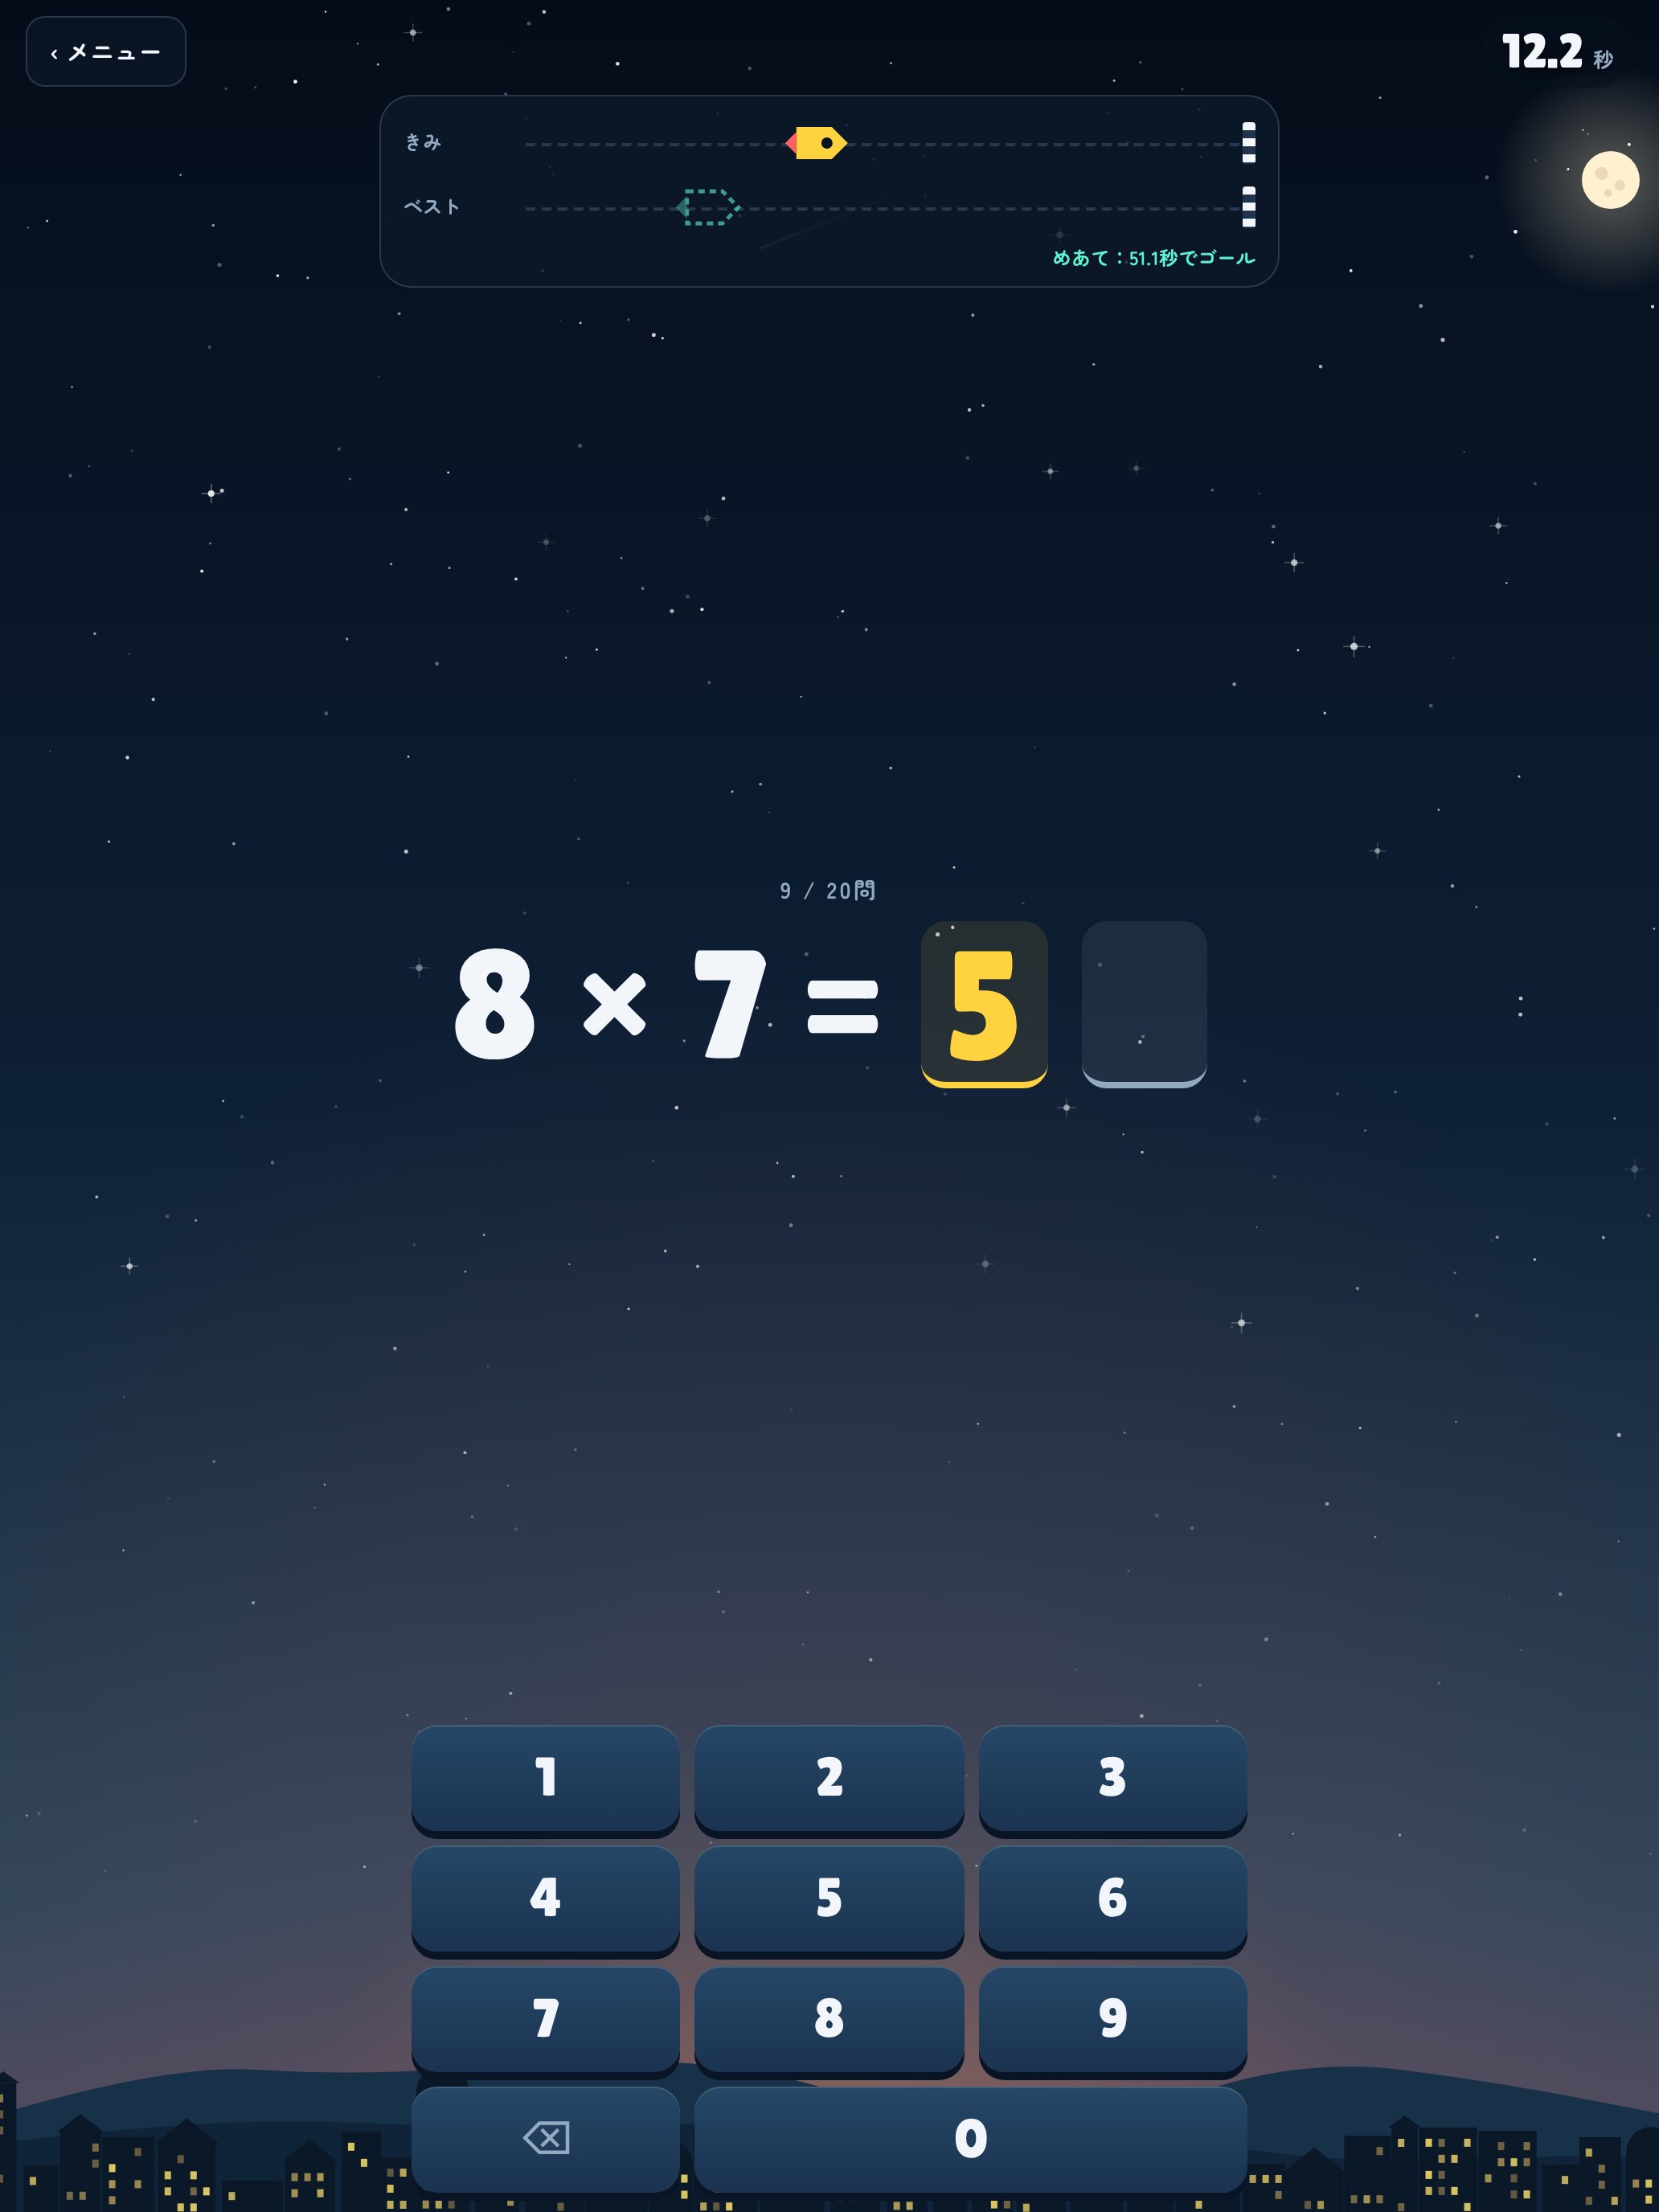 ‹ メニュー
12.2 秒
きみ
ベスト
めあて：51.1秒でゴール
9 / 20問
8 × 7 = 5
1 2 3
4 5 6
7 8 9
0